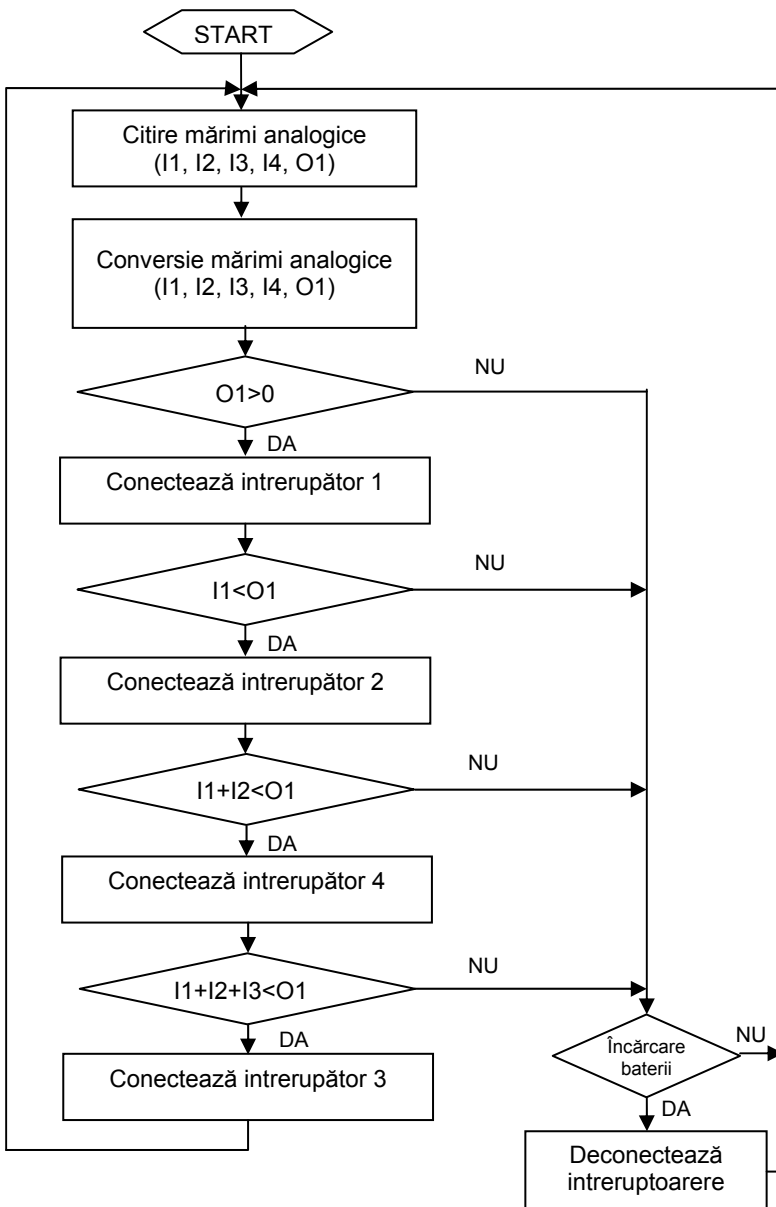 START
Citire mărimi analogice
(I1, I2, I3, I4, O1)
Conversie mărimi analogice
(I1, I2, I3, I4, O1)
O1>0
NU
DA
Conectează intrerupător 1
I1<O1
NU
DA
Conectează intrerupător 2
I1+I2<O1
NU
DA
Conectează intrerupător 4
I1+I2+I3<O1
NU
DA
Conectează intrerupător 3
Încărcare
baterii
NU
DA
Deconectează
intreruptoarere